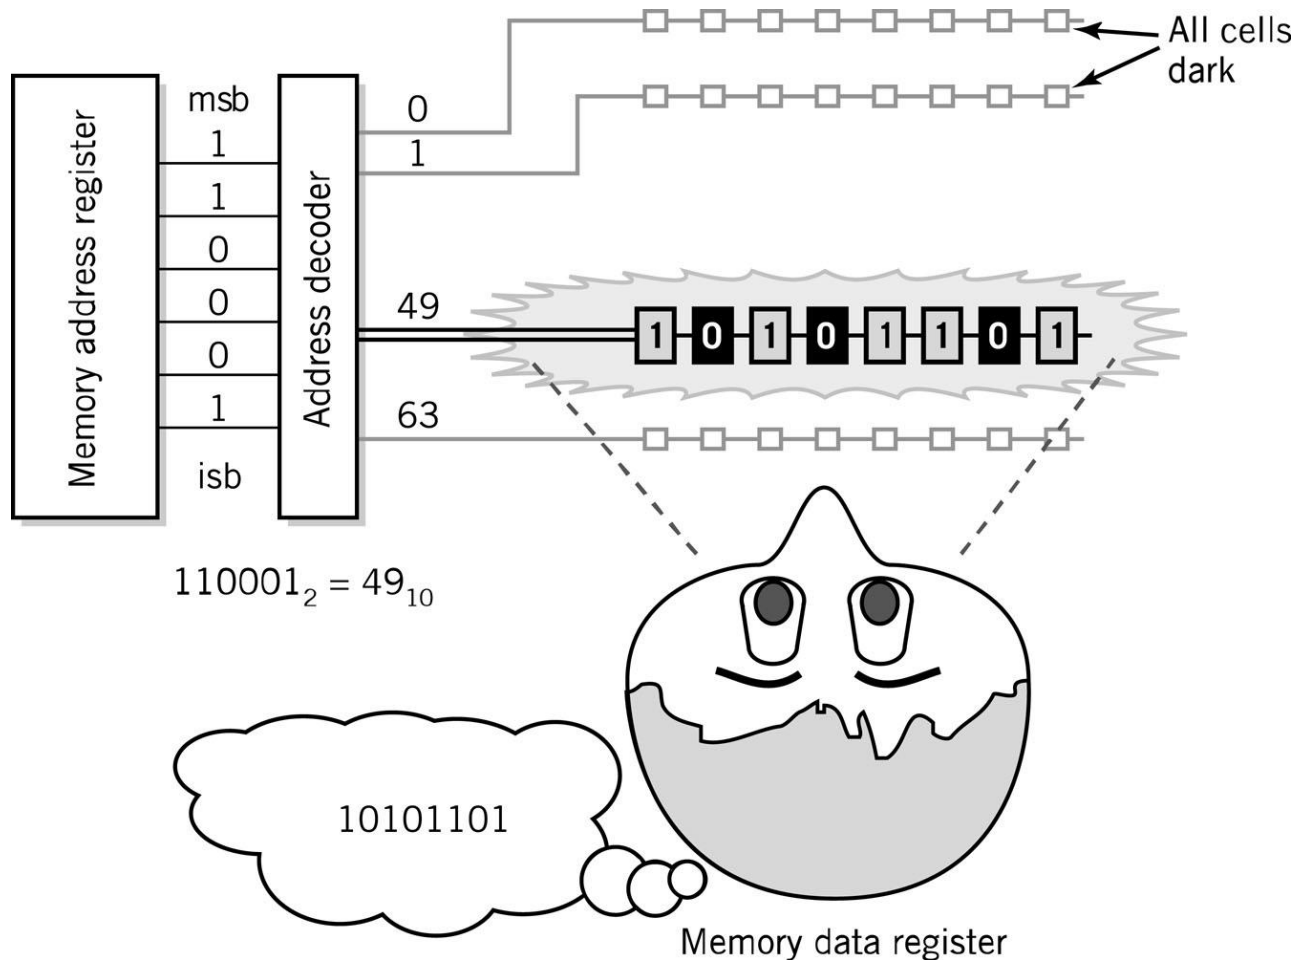 All cells
dark
msb
Memory address register
Address decoder
1
1
0
0
0
1
isb
0
1
49
63
1 0 1 0 1 1 0 1
110001₂ = 49₁₀
10101101
Memory data register